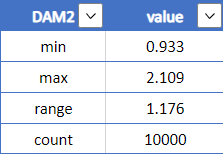 DAM2 value
min 0.933
max 2.109
range 1.176
count 10000